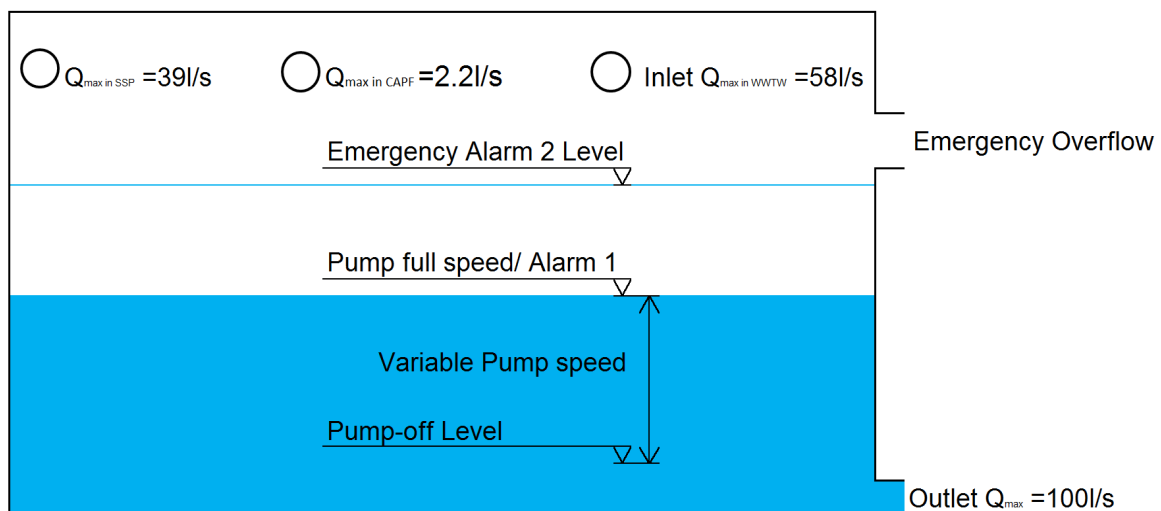 Qmax in SSP =39l/s
Qmax in CAPF =2.2l/s
Inlet Qmax in WWTW =58l/s
Emergency Overflow
Emergency Alarm 2 Level
Pump full speed/ Alarm 1
Variable Pump speed
Pump-off Level
Outlet Qmax =100l/s